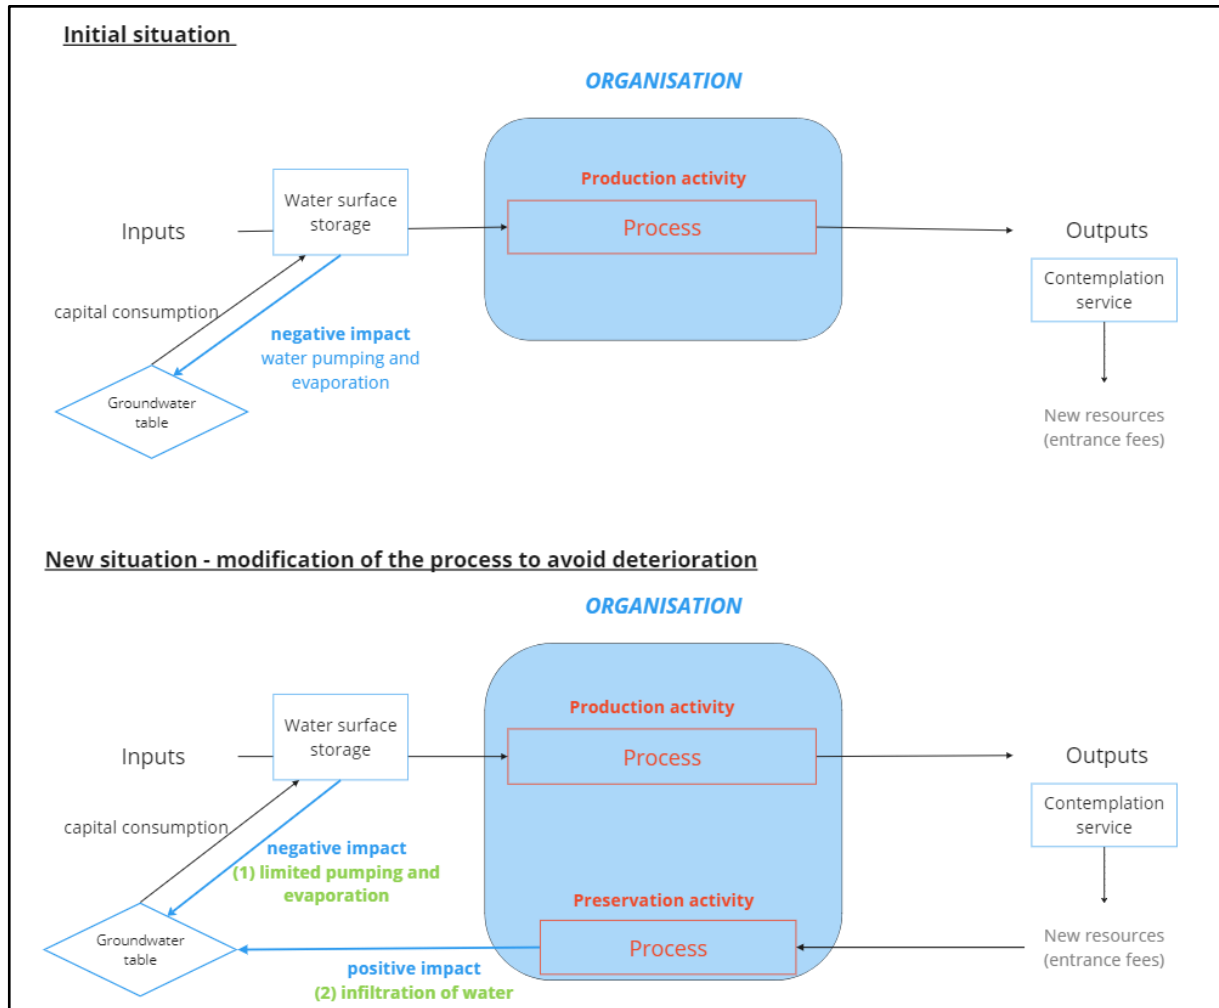 Initial situation
ORGANISATION
Production activity
Inputs
Water surface
storage
Process
Outputs
Contemplation
service
capital consumption
negative impact
water pumping and
evaporation
Groundwater
table
New resources
(entrance fees)
New situation - modification of the process to avoid deterioration
ORGANISATION
Production activity
Inputs
Water surface
storage
Process
Outputs
Contemplation
service
capital consumption
negative impact
(1) limited pumping and
evaporation
Preservation activity
Groundwater
table
Process
New resources
(entrance fees)
positive impact
(2) infiltration of water